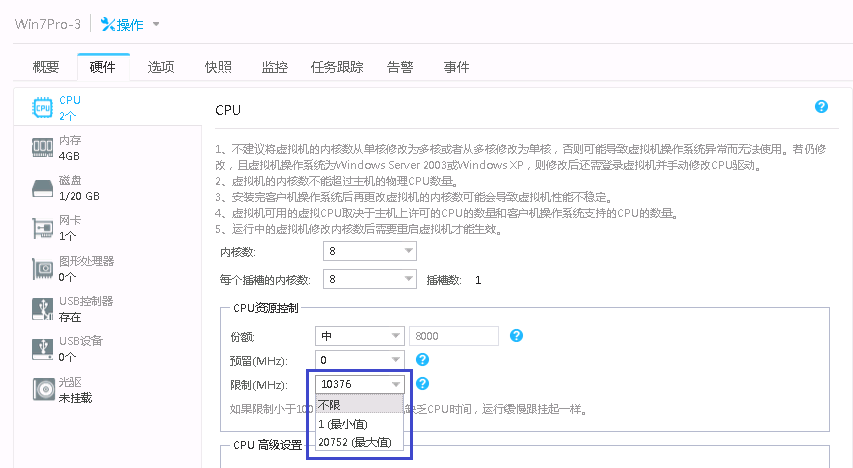 Win7Pro-3 操作
概要 硬件 选项 快照 监控 任务跟踪 告警 事件
CPU
2个
内存
4GB
磁盘
1/20 GB
网卡
1个
图形处理器
0个
USB控制器
存在
USB设备
0个
光驱
未挂载
CPU
1、不建议将虚拟机的内核数从单核修改为多核或者从多核修改为单核，否则可能导致虚拟机操作系统异常而无法使用。若仍修
改，且虚拟机操作系统为Windows Server 2003或Windows XP，则修改后还需登录虚拟机并手动修改CPU驱动。
2、虚拟机的内核数不能超过主机的物理CPU数量。
3、安装完客户机操作系统后再更改虚拟机的内核数可能会导致虚拟机性能不稳定。
4、虚拟机可用的虚拟CPU取决于主机上许可的CPU的数量和客户机操作系统支持的CPU的数量。
5、运行中的虚拟机修改内核数后需要重启虚拟机才能生效。
内核数: 8
每个插槽的内核数: 8 插槽数: 1
CPU资源控制
份额: 中 8000
预留(MHz): 0
限制(MHz): 10376
不限
1 (最小值)
20752 (最大值)
如果限制小于100 缺乏CPU时间，运行缓慢跟挂起一样。
CPU 高级设置